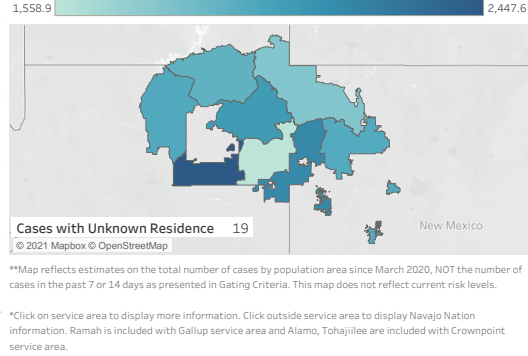 1,558.9 2,447.6
New Mexico
Cases with Unknown Residence 19
© 2021 Mapbox © OpenStreetMap
**Map reflects estimates on the total number of cases by population area since March 2020, NOT the number of
cases in the past 7 or 14 days as presented in Gating Criteria. This map does not reflect current risk levels.
*Click on service area to display more information. Click outside service area to display Navajo Nation
information. Ramah is included with Gallup service area and Alamo, Tohajiilee are included with Crownpoint
service area.